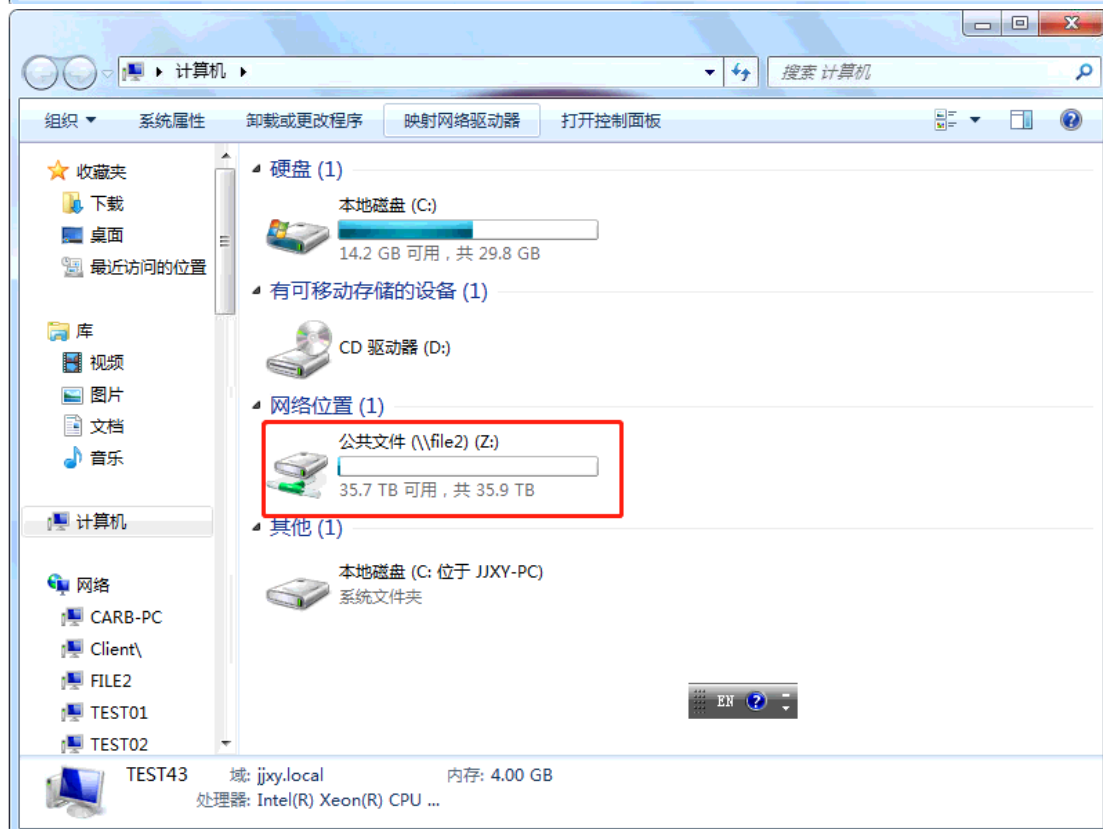 计算机
搜索 计算机
组织 系统属性 卸载或更改程序 映射网络驱动器 打开控制面板
收藏夹
下载
桌面
最近访问的位置
库
视频
图片
文档
音乐
计算机
网络
CARB-PC
Client\
FILE2
TEST01
TEST02
硬盘 (1)
本地磁盘 (C:)
14.2 GB 可用，共 29.8 GB
有可移动存储的设备 (1)
CD 驱动器 (D:)
网络位置 (1)
公共文件 (\\file2) (Z:)
35.7 TB 可用，共 35.9 TB
其他 (1)
本地磁盘 (C: 位于 JJXY-PC)
系统文件夹
EN
TEST43 域: jjxy.local 内存: 4.00 GB
处理器: Intel(R) Xeon(R) CPU ...